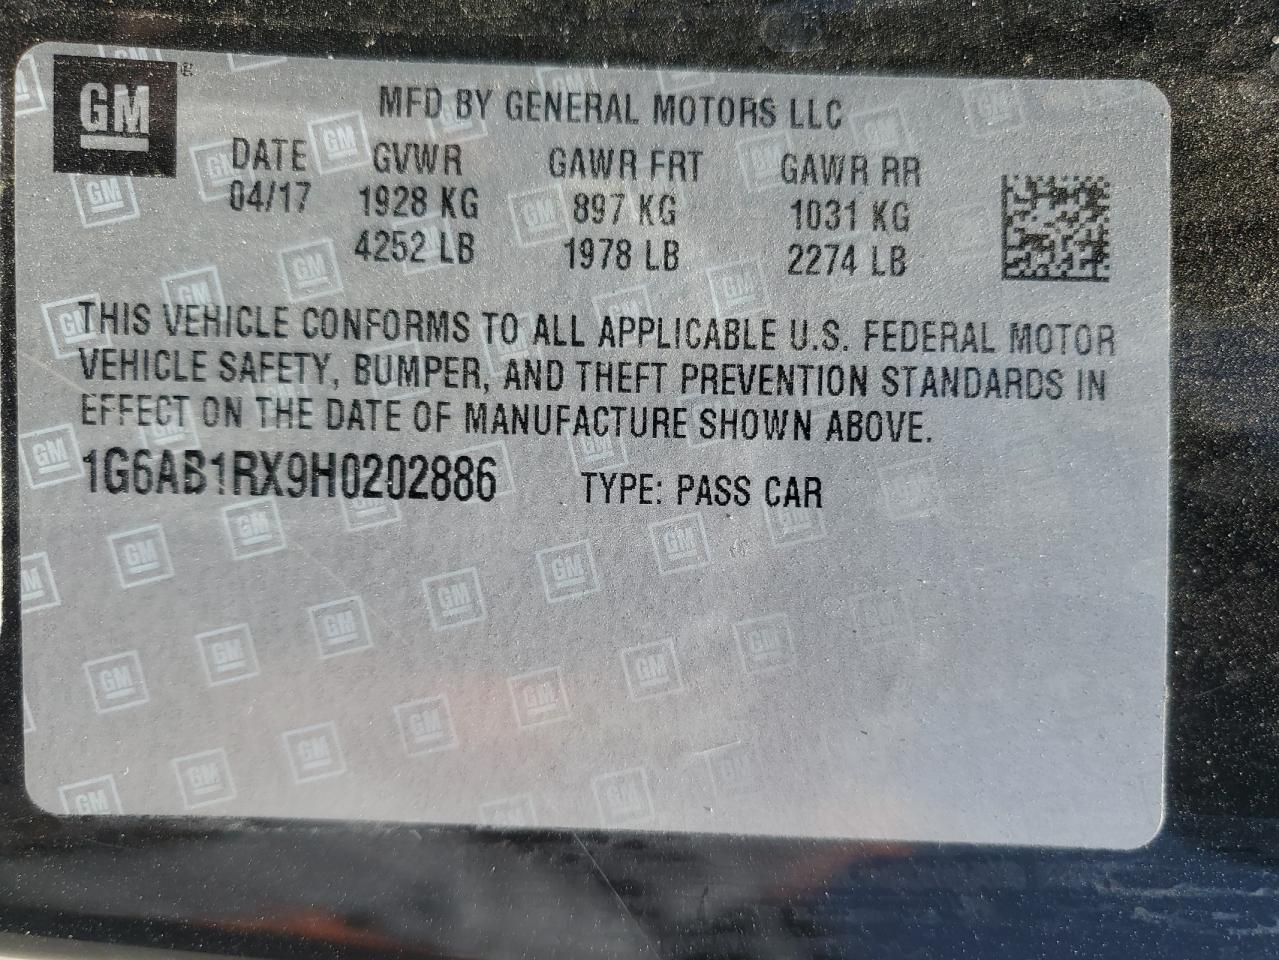 GM
MFD BY GENERAL MOTORS LLC
DATE GVWR GAWR FRT GAWR RR
04/17 1928 KG 897 KG 1031 KG
4252 LB 1978 LB 2274 LB
THIS VEHICLE CONFORMS TO ALL APPLICABLE U.S. FEDERAL MOTOR
VEHICLE SAFETY, BUMPER, AND THEFT PREVENTION STANDARDS IN
EFFECT ON THE DATE OF MANUFACTURE SHOWN ABOVE.
1G6AB1RX9H0202886 TYPE: PASS CAR